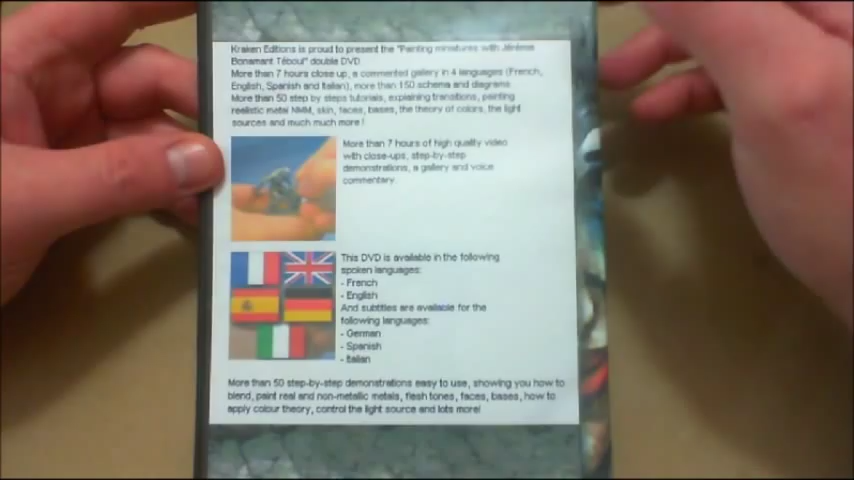 Kraken Editions is proud to present the "Painting miniatures with Jérémie
Bonamant Téboul" double DVD.
More than 7 hours close up, a commented gallery in 4 languages (French,
English, Spanish and Italian), more than 150 schema and diagrams.
More than 50 step by steps tutorials, explaining transitions, painting
realistic metal NMM, skin, faces, bases, the theory of colors, the light
sources and much much more !
More than 7 hours of high quality video
with close-ups, step-by-step
demonstrations, a gallery and voice
commentary.
This DVD is available in the following
spoken languages:
- French
- English
And subtitles are available for the
following languages:
- German
- Spanish
- Italian
More than 50 step-by-step demonstrations easy to use, showing you how to
blend, paint real and non-metallic metals, flesh tones, faces, bases, how to
apply colour theory, control the light source and lots more!